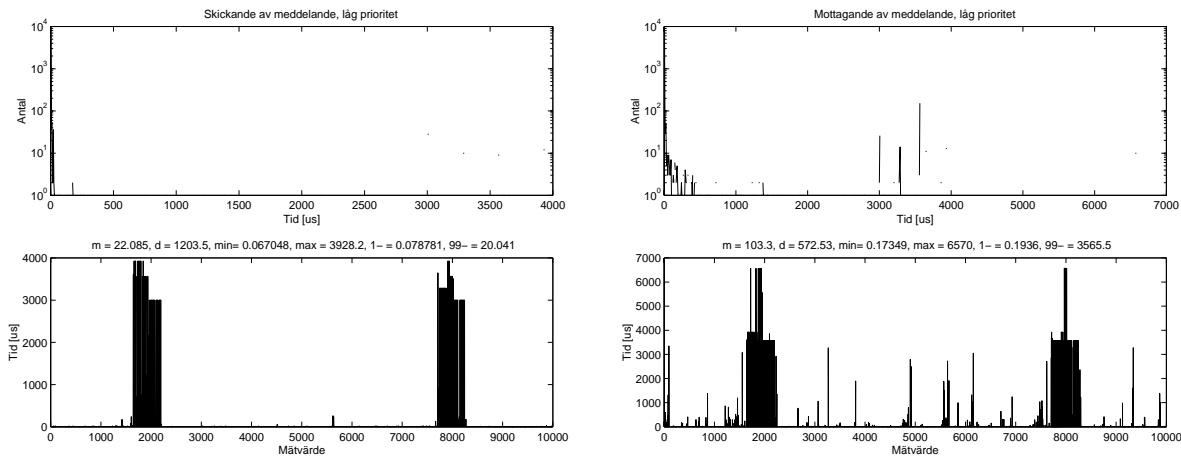 Skickande av meddelande, låg prioritet
10^4
10^3
10^2
10^1
10^0
Antal
0 500 1000 1500 2000 2500 3000 3500 4000
Tid [us]
Mottagande av meddelande, låg prioritet
10^4
10^3
10^2
10^1
10^0
Antal
0 1000 2000 3000 4000 5000 6000 7000
Tid [us]
m = 22.085, d = 1203.5, min= 0.067048, max = 3928.2, 1− = 0.078781, 99− = 20.041
4000
3000
2000
1000
0
Tid [us]
0 1000 2000 3000 4000 5000 6000 7000 8000 9000 10000
Mätvärde
m = 103.3, d = 572.53, min= 0.17349, max = 6570, 1− = 0.1936, 99− = 3565.5
7000
6000
5000
4000
3000
2000
1000
0
Tid [us]
0 1000 2000 3000 4000 5000 6000 7000 8000 9000 10000
Mätvärde